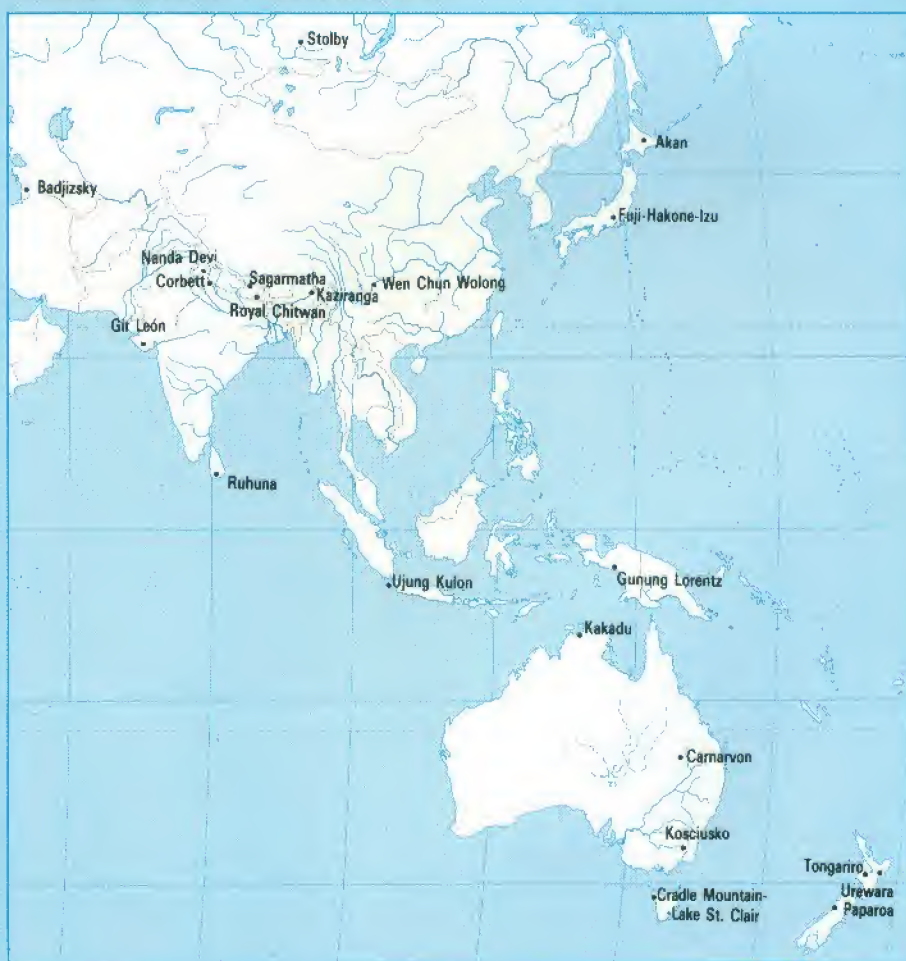 Stolby
Akan
Badjizsky
Fuji-Hakone-Izu
Nanda Devi
Corbett
Sagarmatha
Wen Chun Wolong
Kaziranga
Royal Chitwan
Gir León
Ruhuna
Ujung Kulon
Gunung Lorentz
Kakadu
Carnarvon
Kosciusko
Tongariro
Cradle Mountain-
Lake St. Clair
Urewara
Paparoa